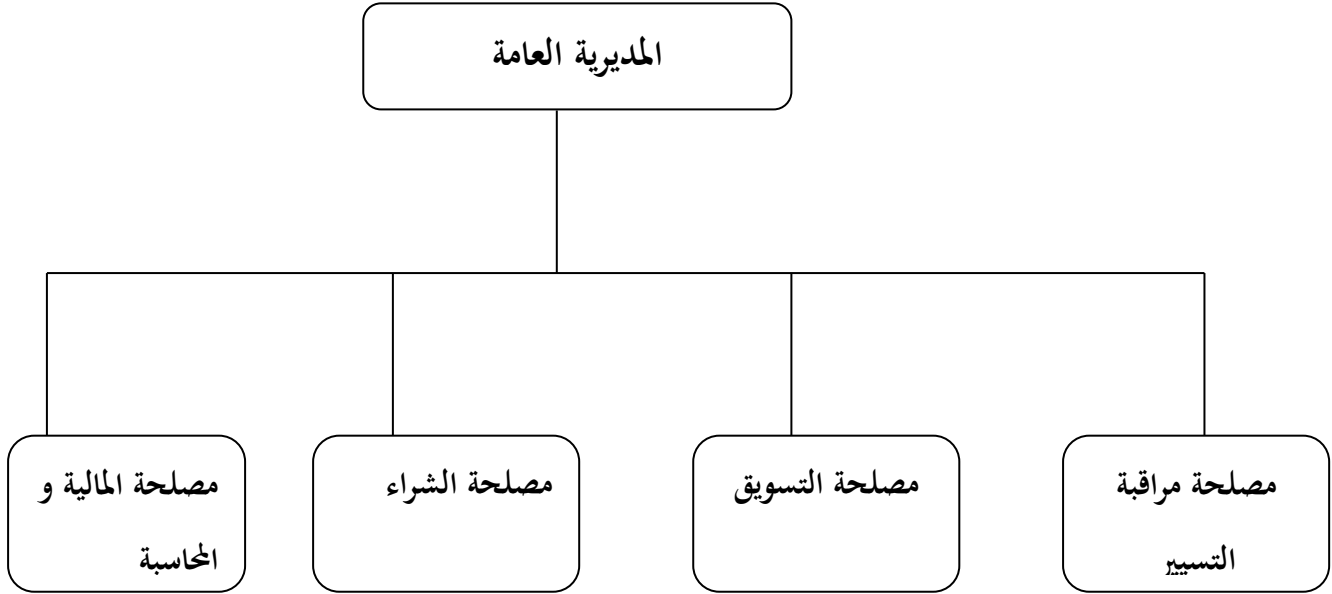 المديرية العامة
مصلحة مراقبة
التسيير
مصلحة التسويق
مصلحة الشراء
مصلحة المالية و
المحاسبة